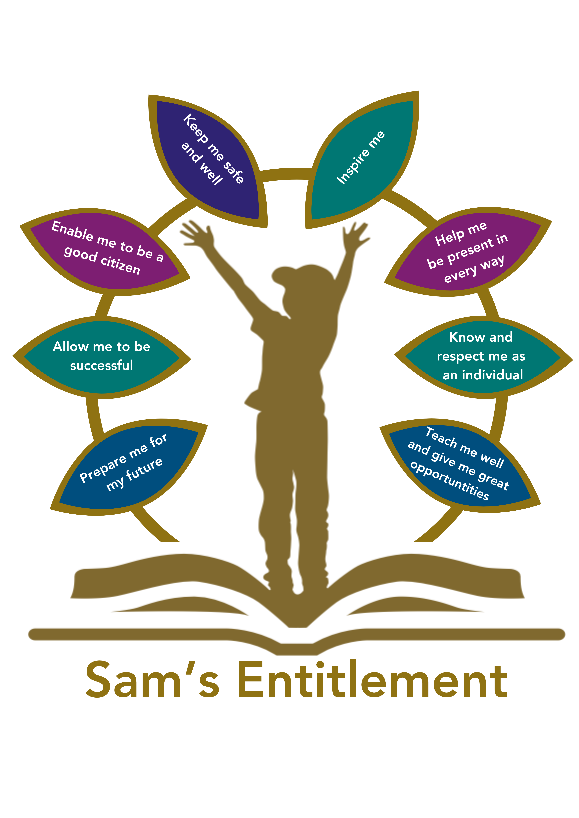 Keep me safe
and well
Inspire me
Enable me to be a
good citizen
Help me
be present in
every way
Allow me to be
successful
Know and
respect me as
an individual
Prepare me for
my future
Teach me well
and give me great
opportuntities
Sam's Entitlement